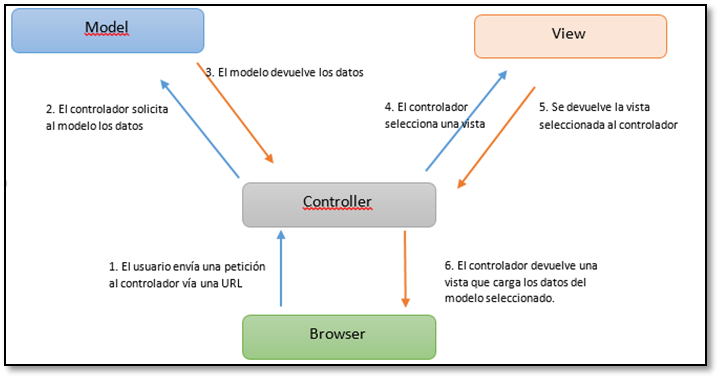 Model
View
3. El modelo devuelve los datos
2. El controlador solicita
al modelo los datos
4. El controlador
selecciona una vista
5. Se devuelve la vista
seleccionada al controlador
Controller
1. El usuario envía una petición
al controlador vía una URL
6. El controlador devuelve una
vista que carga los datos del
modelo seleccionado.
Browser